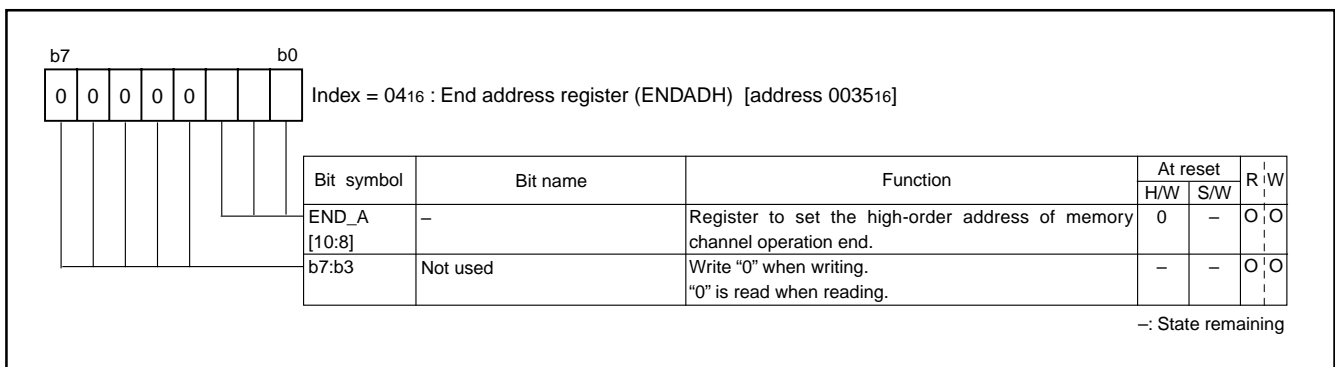 b7 b0
0 0 0 0 0
Index = 0416 : End address register (ENDADH) [address 003516]
Bit symbol Bit name Function At reset R W
H/W S/W
END_A – Register to set the high-order address of memory 0 – O O
[10:8] channel operation end.
b7:b3 Not used Write “0” when writing. – – O O
“0” is read when reading.
–: State remaining